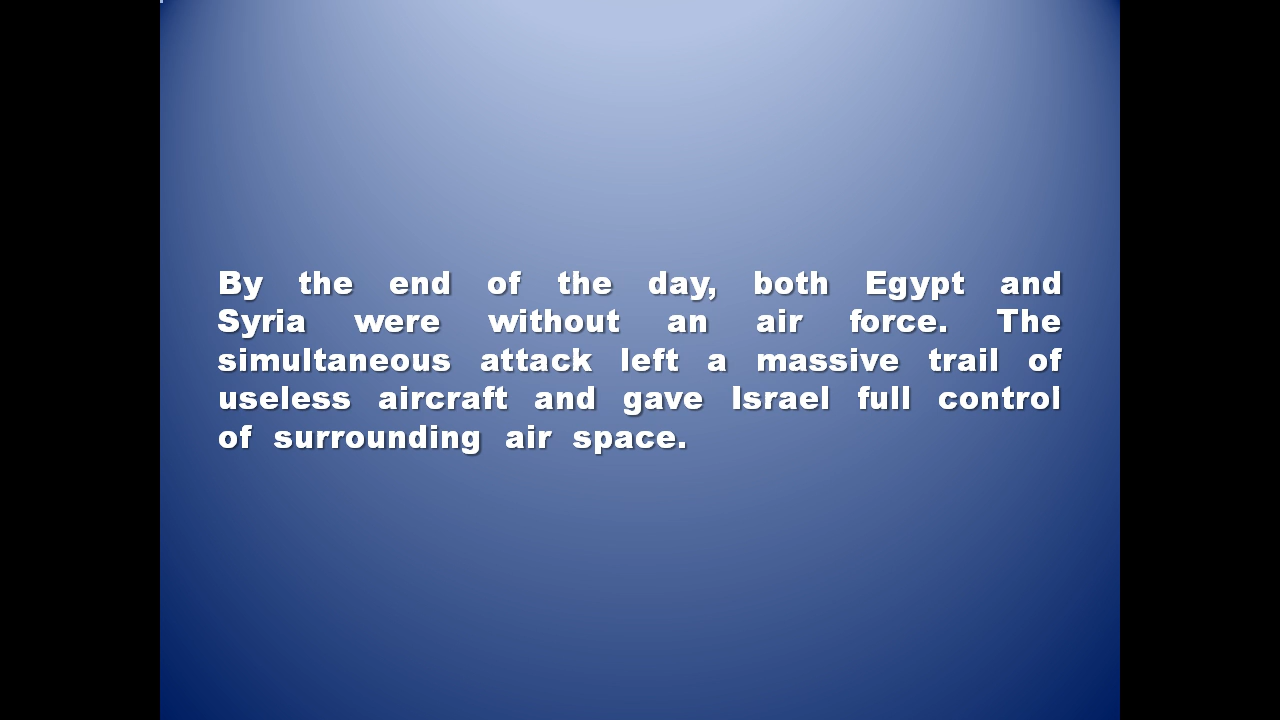 By the end of the day, both Egypt and
Syria were without an air force. The
simultaneous attack left a massive trail of
useless aircraft and gave Israel full control
of surrounding air space.